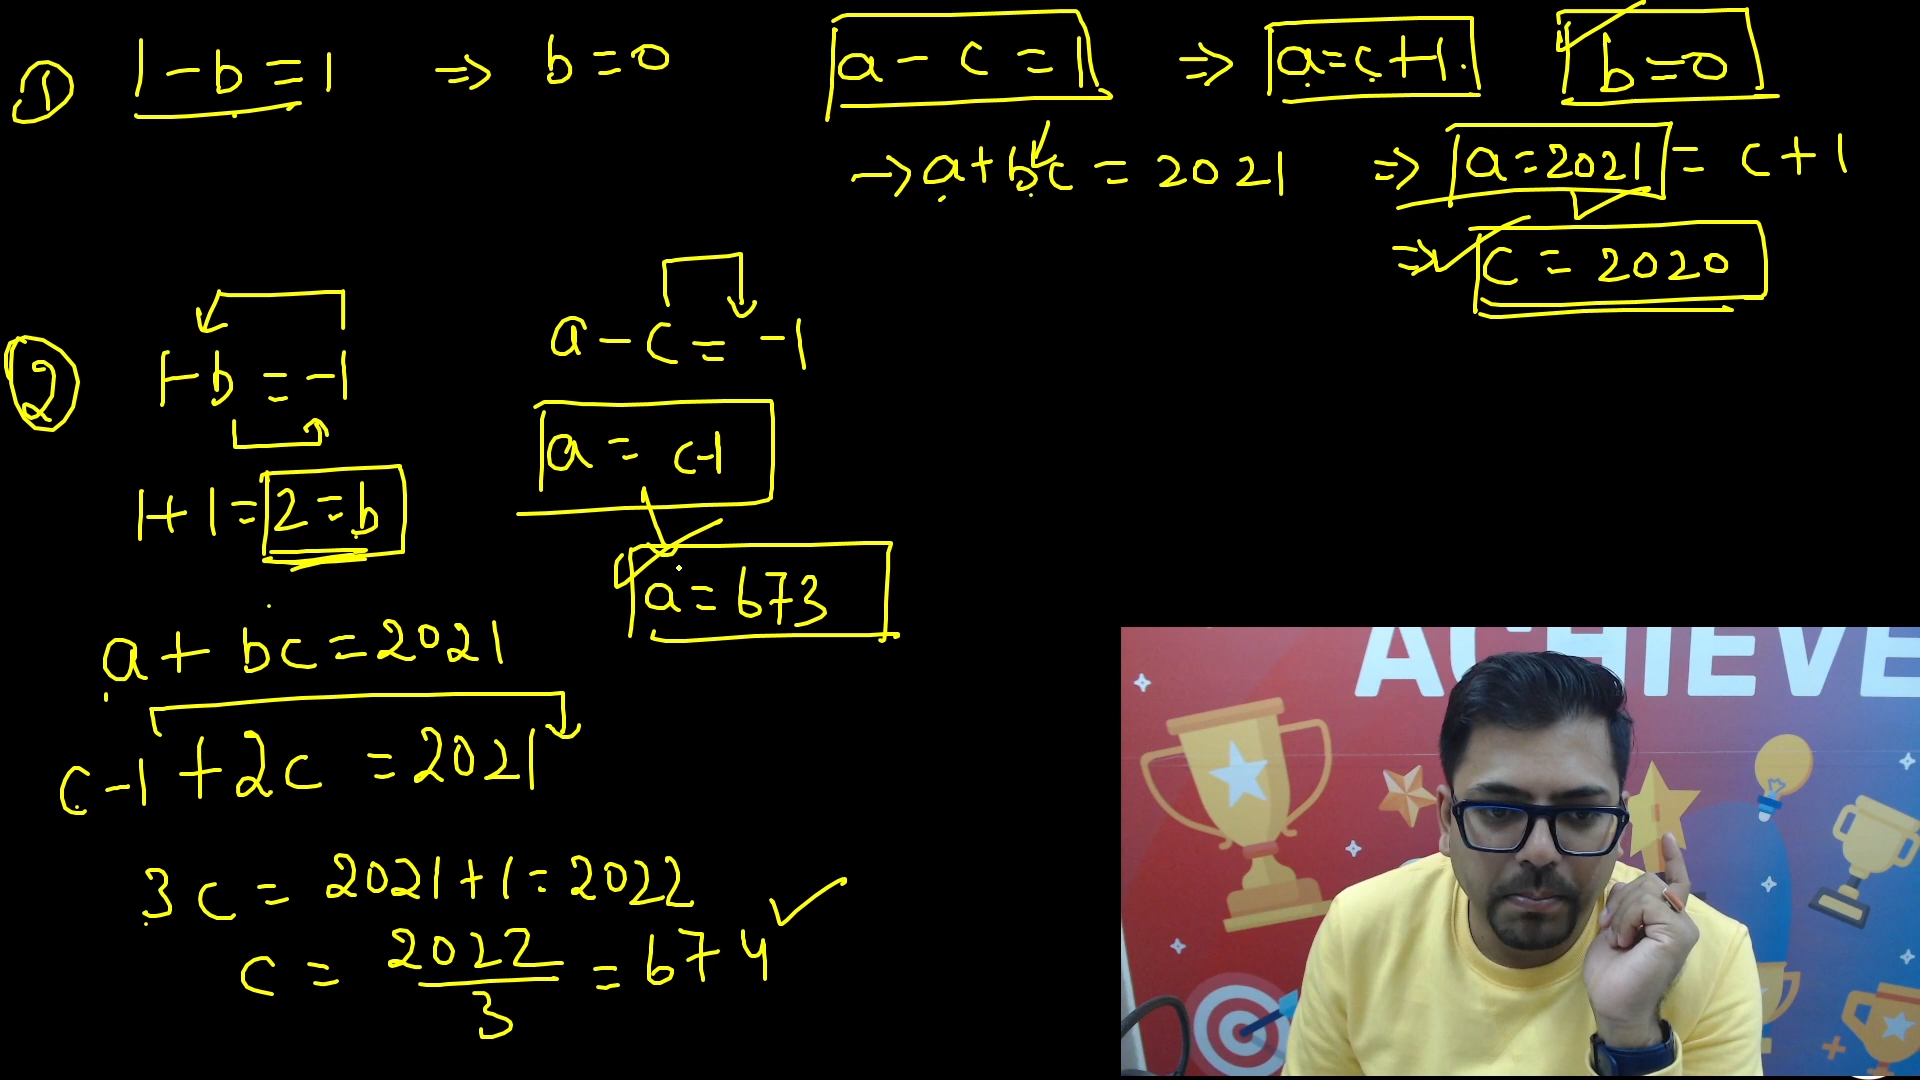 ① 1-b=1 ⇒ b=0
a-c=1 ⇒ a=c+1. b=0
→ a+bc=2021 ⇒ a=2021=c+1
⇒ c=2020
② 1-b=-1
1+1=2=b
a-c=-1
a=c-1
a=673
a+bc=2021
c-1+2c=2021
3c=2021+1=2022
c=2022/3=674
ACHIEVE